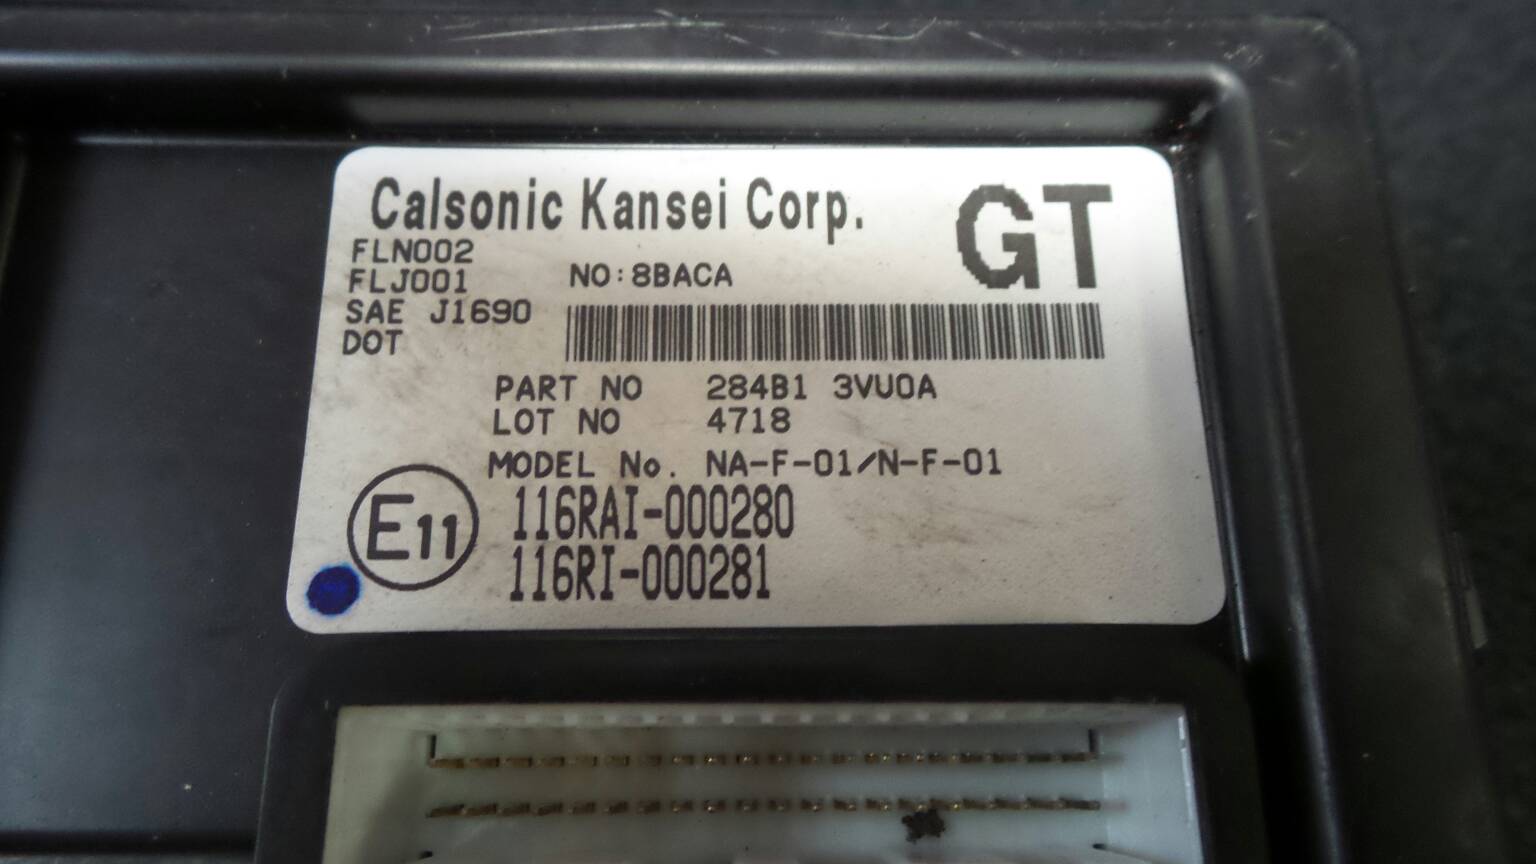 Calsonic Kansei Corp.
GT
FLN002
FLJ001
NO:8BACA
SAE J1690
DOT
PART NO 284B1 3VU0A
LOT NO 4718
MODEL No. NA-F-01/N-F-01
E11
116RAI-000280
116RI-000281